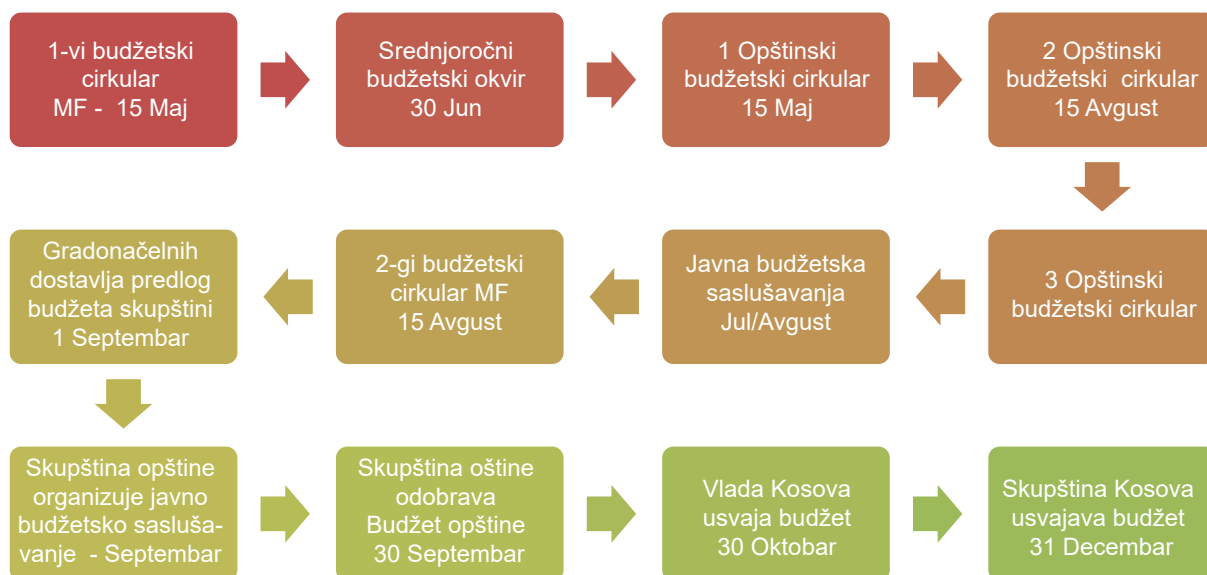 1-vi budžetski
cirkular
MF - 15 Maj
Srednjoročni
budžetski okvir
30 Jun
1 Opštinski
budžetski cirkular
15 Maj
2 Opštinski
budžetski cirkular
15 Avgust
3 Opštinski
budžetski cirkular
Javna budžetska
saslušavanja
Jul/Avgust
2-gi budžetski
cirkular MF
15 Avgust
Gradonačelnih
dostavlja predlog
budžeta skupštini
1 Septembar
Skupština opštine
organizuje javno
budžetsko sasluša-
vanje - Septembar
Skupština oštine
odobrava
Budžet opštine
30 Septembar
Vlada Kosova
usvaja budžet
30 Oktobar
Skupština Kosova
usvajava budžet
31 Decembar